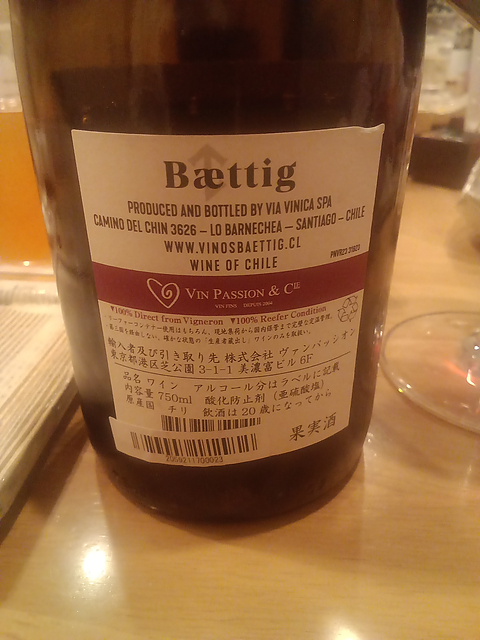 Bættig
PRODUCED AND BOTTLED BY VIA VINICA SPA
CAMINO DEL CHIN 3626 – LO BARNECHEA – SANTIAGO – CHILE
WWW.VINOSBAETTIG.CL
WINE OF CHILE
VIN PASSION & CIE
VIN FINS DEPUIS 2004
▼100% Direct from Vigneron ▼100% Reefer Condition
輸入者及び引き取り先 株式会社 ヴァンパッシオン
東京都港区芝公園 3-1-1 美濃富ビル 6F
品名 ワイン アルコール分はラベルに記載
内容量 750ml 酸化防止剤 (亜硫酸塩)
原産国 チリ 飲酒は20歳になってから
果実酒